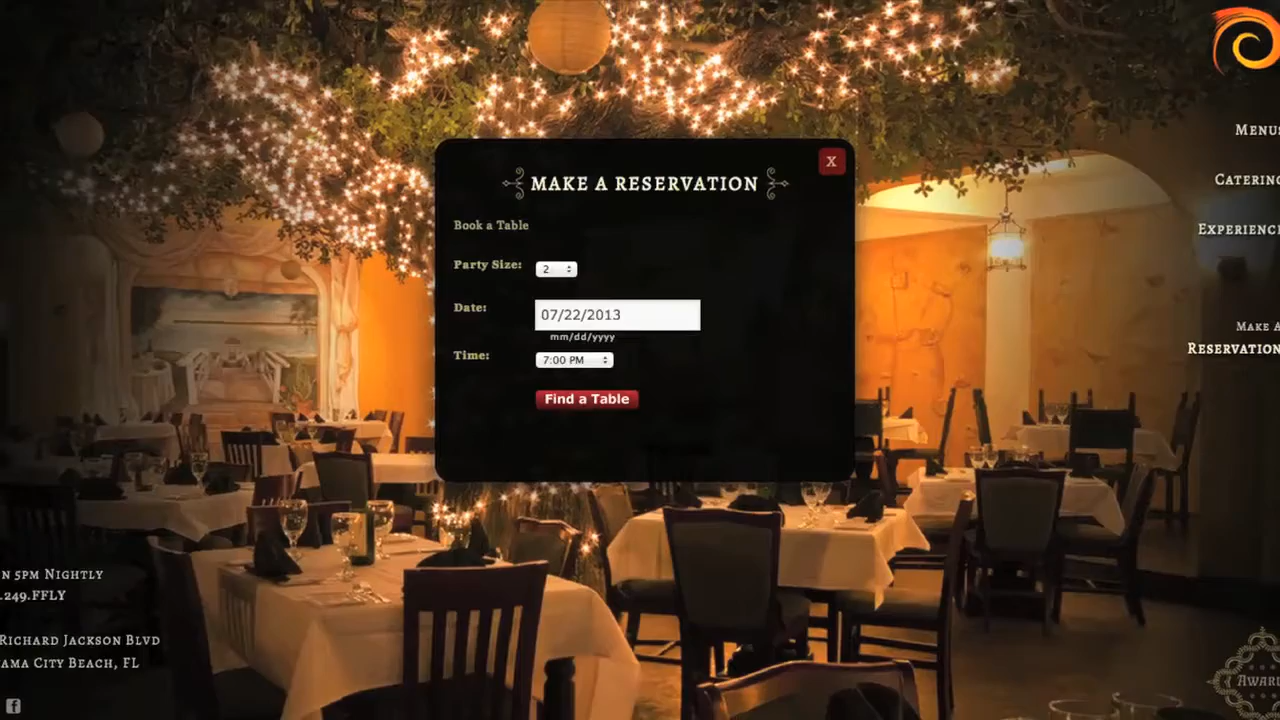 MAKE A RESERVATION
X
Book a Table
Party Size: 2
Date: 07/22/2013
mm/dd/yyyy
Time: 7:00 PM
Find a Table
MENUS
CATERING
EXPERIENCE
MAKE A
RESERVATION
N 5PM NIGHTLY
.249.FFLY
RICHARD JACKSON BLVD
AMA CITY BEACH, FL
f
AWAR